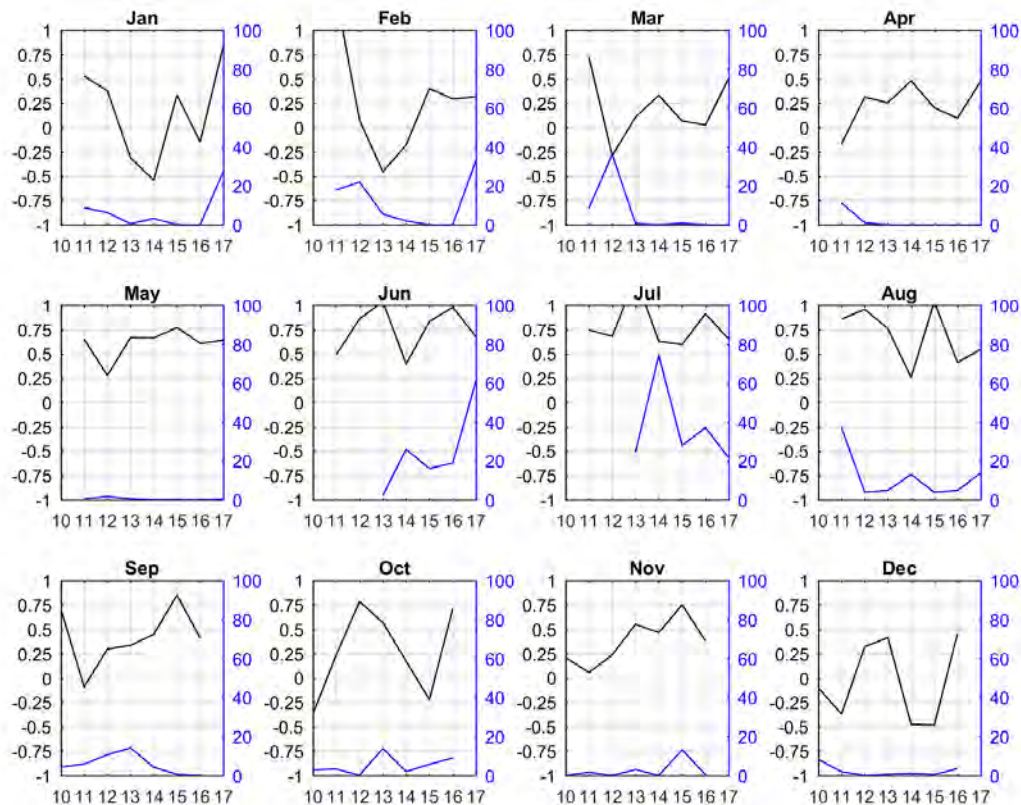 Jan Feb Mar Apr
1 100 1 100 1 100 1 100
0.75 80 0.75 80 0.75 80 0.75 80
0.5 0.5 0.5 0.5
0.25 60 0.25 60 0.25 60 0.25 60
0 0 0 0
-0.25 40 -0.25 40 -0.25 40 -0.25 40
-0.5 20 -0.5 20 -0.5 20 -0.5 20
-0.75 -0.75 -0.75 -0.75
-1 0 -1 0 -1 0 -1 0
10 11 12 13 14 15 16 17 10 11 12 13 14 15 16 17 10 11 12 13 14 15 16 17 10 11 12 13 14 15 16 17
May Jun Jul Aug
1 100 1 100 1 100 1 100
0.75 80 0.75 80 0.75 80 0.75 80
0.5 60 0.5 60 0.5 60 0.5 60
0.25 0.25 0.25 0.25
0 0 0 0
-0.25 40 -0.25 40 -0.25 40 -0.25 40
-0.5 20 -0.5 20 -0.5 20 -0.5 20
-0.75 -0.75 -0.75 -0.75
-1 0 -1 0 -1 0 -1 0
10 11 12 13 14 15 16 17 10 11 12 13 14 15 16 17 10 11 12 13 14 15 16 17 10 11 12 13 14 15 16 17
Sep Oct Nov Dec
1 100 1 100 1 100 1 100
0.75 80 0.75 80 0.75 80 0.75 80
0.5 60 0.5 60 0.5 60 0.5 60
0.25 0.25 0.25 0.25
0 0 0 0
-0.25 40 -0.25 40 -0.25 40 -0.25 40
-0.5 20 -0.5 20 -0.5 20 -0.5 20
-0.75 -0.75 -0.75 -0.75
-1 0 -1 0 -1 0 -1 0
10 11 12 13 14 15 16 17 10 11 12 13 14 15 16 17 10 11 12 13 14 15 16 17 10 11 12 13 14 15 16 17